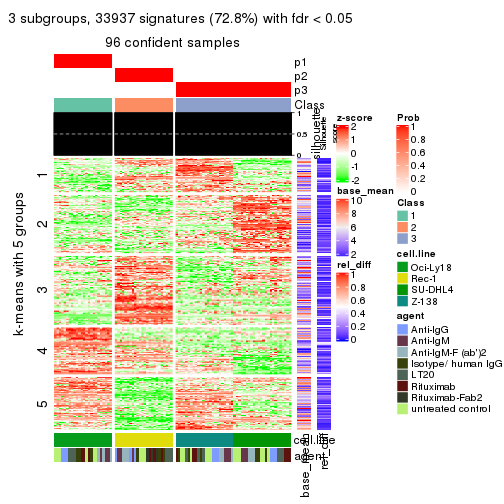 3 subgroups, 33937 signatures (72.8%) with fdr < 0.05
96 confident samples
p1
p2
p3
Class
1
0.5
0
silhouette
Silhouette
score
k-means with 5 groups
1
2
3
4
5
cell.line
agent
base_mean
rel_diff
z-score
2
1
0
-1
-2
base_mean
10
8
6
4
2
rel_diff
1
0.8
0.6
0.4
0.2
0
Prob
1
0.8
0.6
0.4
0.2
0
Class
1
2
3
cell.line
Oci-Ly18
Rec-1
SU-DHL4
Z-138
agent
Anti-IgG
Anti-IgM
Anti-IgM-F (ab')2
Isotype/ human IgG
LT20
Rituximab
Rituximab-Fab2
untreated control